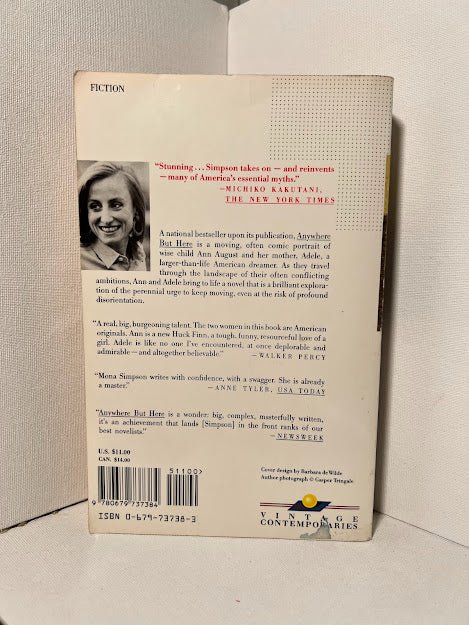 FICTION
“Stunning . . . Simpson takes on — and reinvents
—many of America's essential myths.”
—MICHIKO KAKUTANI,
THE NEW YORK TIMES
A national bestseller upon its publication, Anywhere
But Here is a moving, often comic portrait of
wise child Ann August and her mother, Adele, a
larger-than-life American dreamer. As they travel
through the landscape of their often conflicting
ambitions, Ann and Adele bring to life a novel that is a brilliant explora-
tion of the perennial urge to keep moving, even at the risk of profound
disorientation.
“A real, big, burgeoning talent. The two women in this book are American
originals. Ann is a new Huck Finn, a tough, funny, resourceful love of a
girl. Adele is like no one I've encountered, at once deplorable and
admirable—and altogether believable.” —WALKER PERCY
“Mona Simpson writes with confidence, with a swagger. She is already
a master.” —ANNE TYLER, USA TODAY
“Anywhere But Here is a wonder: big, complex, masterfully written,
it's an achievement that lands [Simpson] in the front ranks of our
best novelists.” —NEWSWEEK
U.S. $11.00
CAN. $14.00
51100>
9 780679 737384
ISBN 0-679-73738-3
Cover design by Barbara deWilde
Author photograph © Gasper Tringale
VINTAGE
CONTEMPORARIES